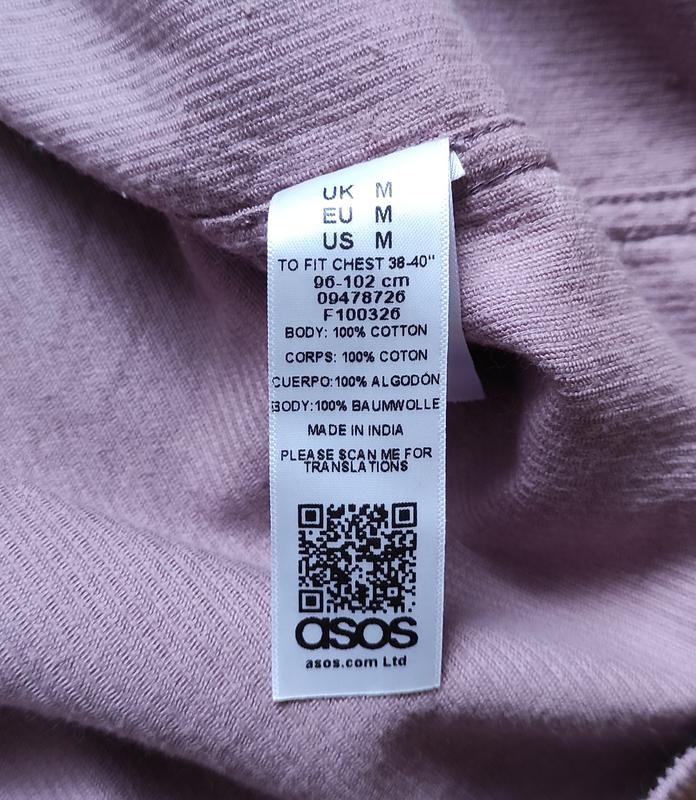 UK M
EU M
US M
TO FIT CHEST 38-40"
96-102 cm
09478726
F100326
BODY: 100% COTTON
CORPS: 100% COTON
CUERPO:100% ALGODÓN
BODY:100% BAUMWOLLE
MADE IN INDIA
PLEASE SCAN ME FOR
TRANSLATIONS
asos
asos.com Ltd